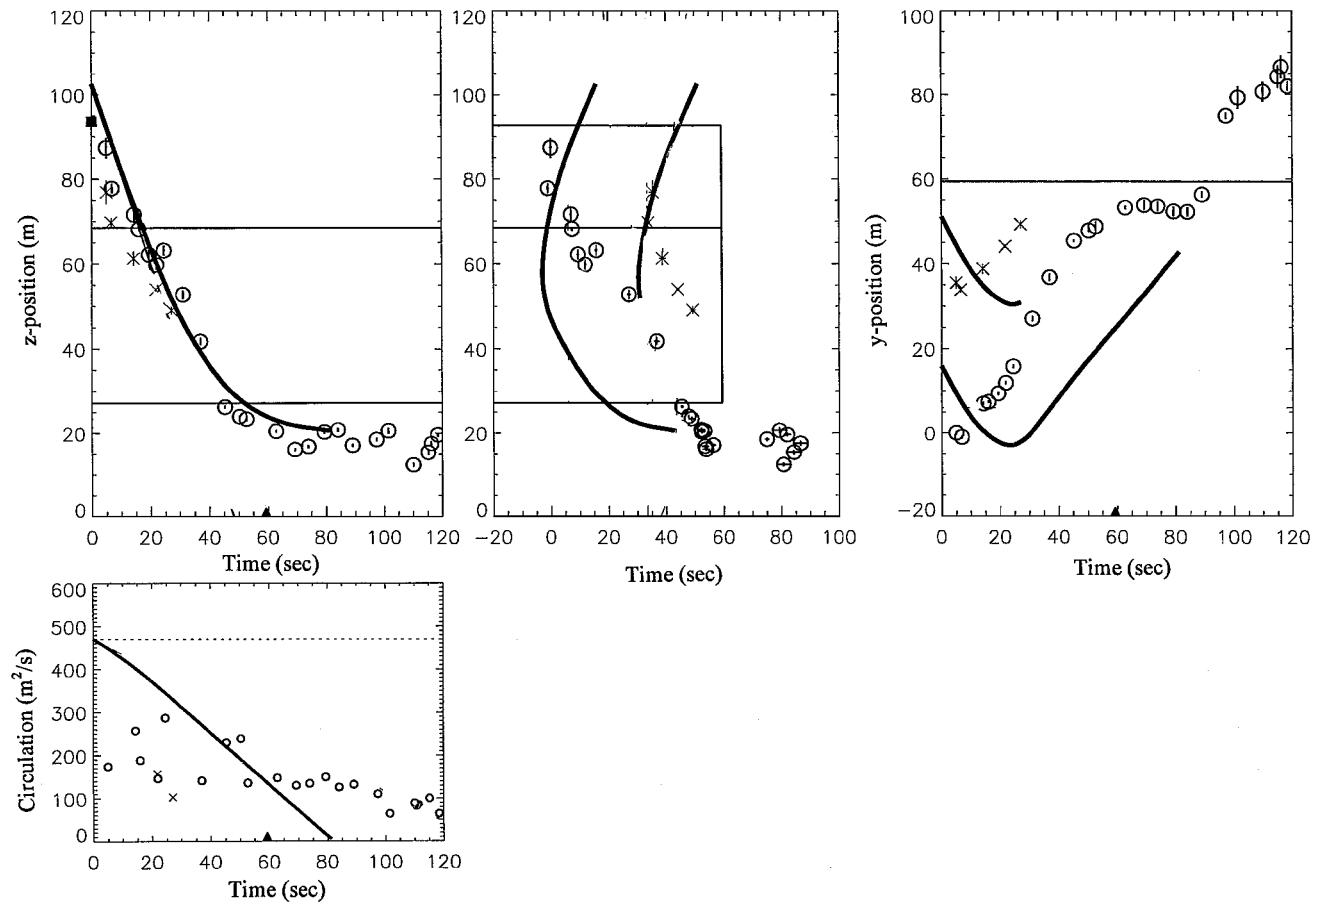 120
100
80
60
40
20
0
z-position (m)
0 20 40 60 80 100 120
Time (sec)
120
100
80
60
40
20
0
−20 0 20 40 60 80 100
Time (sec)
100
80
60
40
20
0
−20
y-position (m)
0 20 40 60 80 100 120
Time (sec)
600
500
400
300
200
100
0
Circulation (m²/s)
0 20 40 60 80 100 120
Time (sec)